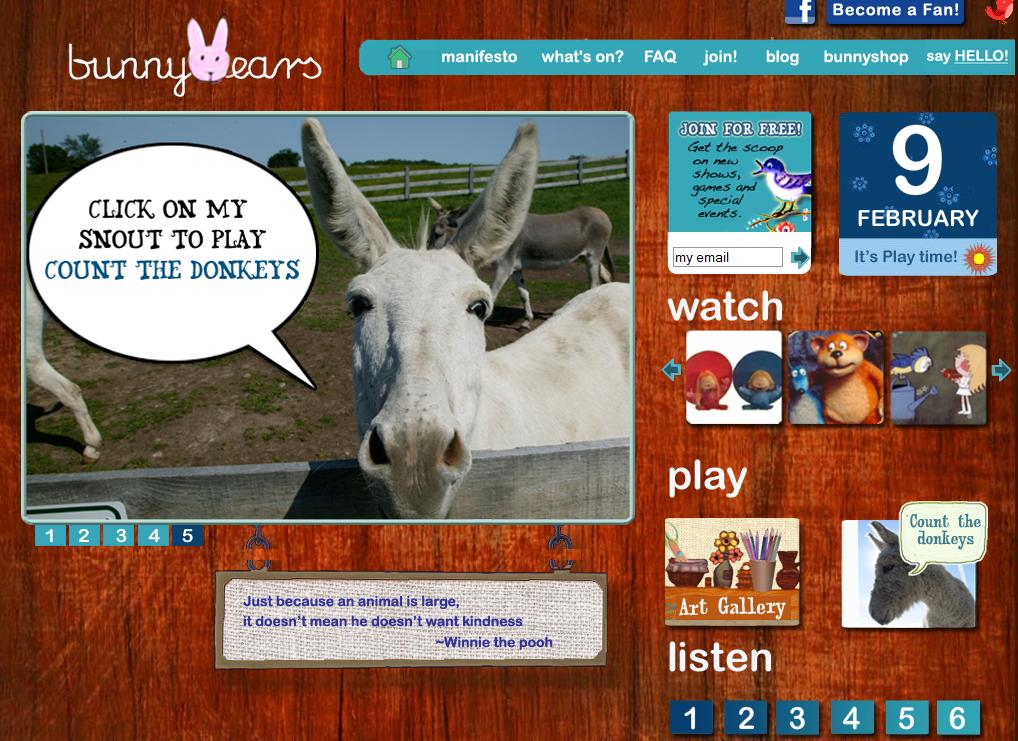 f
Become a Fan!
bunny ears
manifesto what's on? FAQ join! blog bunnyshop say HELLO!
CLICK ON MY
SNOUT TO PLAY
COUNT THE DONKEYS
1 2 3 4 5
Just because an animal is large,
it doesn't mean he doesn't want kindness
~Winnie the pooh
JOIN FOR FREE!
Get the scoop
on new
shows,
games and
special
events.
my email
9
FEBRUARY
It's Play time!
watch
play
Art Gallery
Count the
donkeys
listen
1 2 3 4 5 6